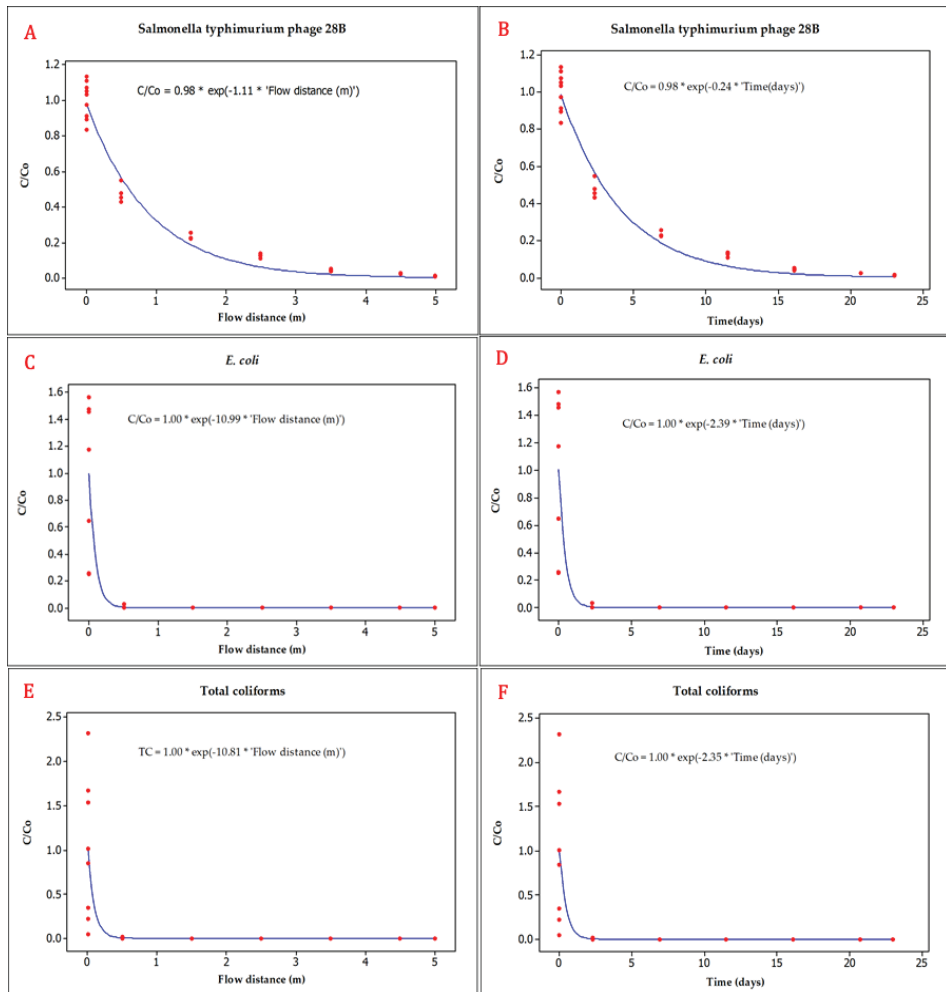 A
Salmonella typhimurium phage 28B
C/Co = 0.98 * exp(-1.11 * 'Flow distance (m)')
1.2
1.0
0.8
0.6
0.4
0.2
0.0
C/Co
0 1 2 3 4 5
Flow distance (m)
B
Salmonella typhimurium phage 28B
C/Co = 0.98 * exp(-0.24 * 'Time(days)')
1.2
1.0
0.8
0.6
0.4
0.2
0.0
C/Co
0 5 10 15 20 25
Time(days)
C
E. coli
C/Co = 1.00 * exp(-10.99 * 'Flow distance (m)')
1.6
1.4
1.2
1.0
0.8
0.6
0.4
0.2
0.0
C/Co
0 1 2 3 4 5
Flow distance (m)
D
E. coli
C/Co = 1.00 * exp(-2.39 * 'Time (days)')
1.6
1.4
1.2
1.0
0.8
0.6
0.4
0.2
0.0
C/Co
0 5 10 15 20 25
Time (days)
E
Total coliforms
TC = 1.00 * exp(-10.81 * 'Flow distance (m)')
2.5
2.0
1.5
1.0
0.5
0.0
C/Co
0 1 2 3 4 5
Flow distance (m)
F
Total coliforms
C/Co = 1.00 * exp(-2.35 * 'Time (days)')
2.5
2.0
1.5
1.0
0.5
0.0
C/Co
0 5 10 15 20 25
Time (days)